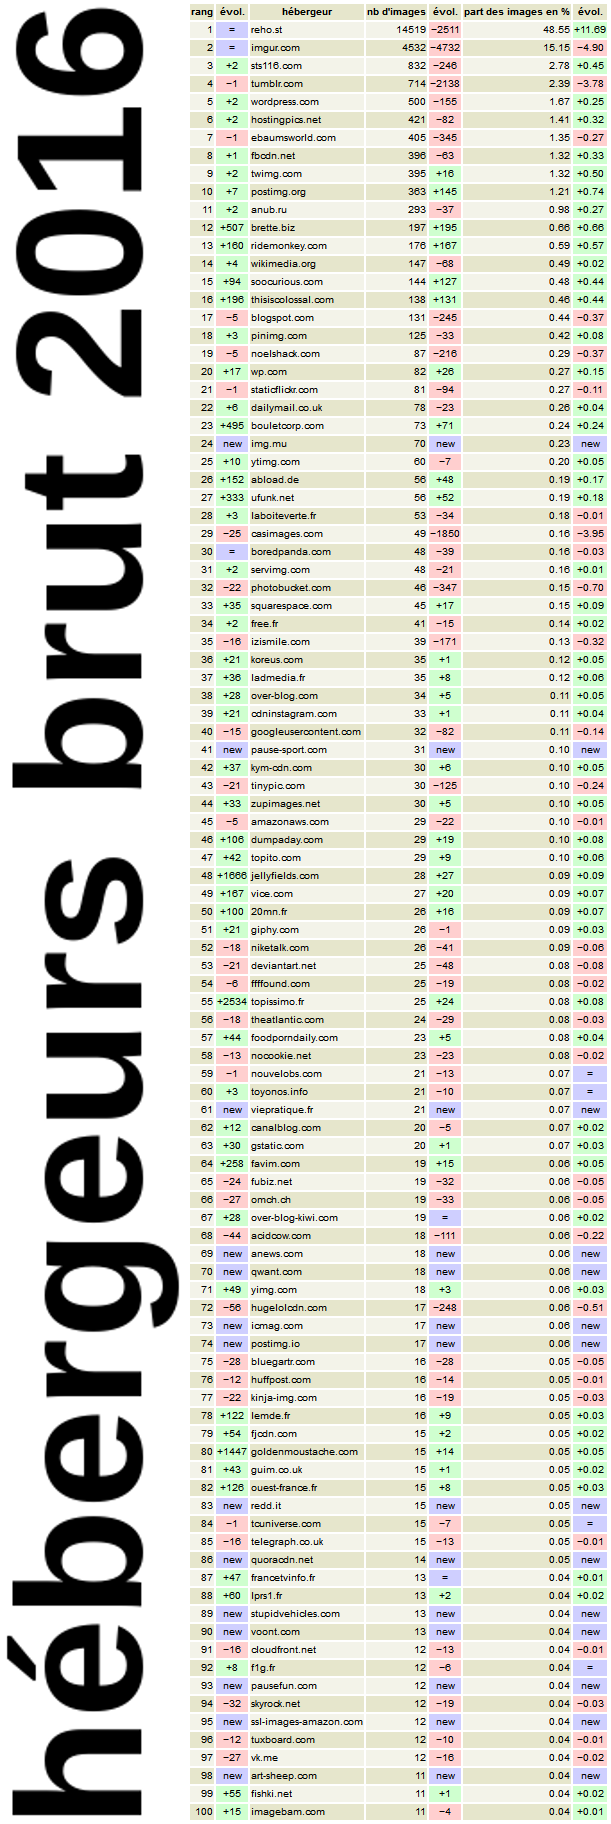 hébergeurs brut 2016
rang évol. hébergeur nb d'images évol. part des images en % évol.
1 = reho.st 14519 −2511 48.55 +11.69
2 = imgur.com 4532 −4732 15.15 −4.90
3 +2 sts116.com 832 −246 2.78 +0.45
4 −1 tumblr.com 714 −2138 2.39 −3.78
5 +2 wordpress.com 500 −155 1.67 +0.25
6 +2 hostingpics.net 421 −82 1.41 +0.32
7 −1 ebaumsworld.com 405 −345 1.35 −0.27
8 +1 fbcdn.net 396 −63 1.32 +0.33
9 +2 twimg.com 395 +16 1.32 +0.50
10 +7 postimg.org 363 +145 1.21 +0.74
11 +2 anub.ru 293 −37 0.98 +0.27
12 +507 brette.biz 197 +195 0.66 +0.66
13 +160 ridemonkey.com 176 +167 0.59 +0.57
14 +4 wikimedia.org 147 −68 0.49 +0.02
15 +94 soocurious.com 144 +127 0.48 +0.44
16 +196 thisiscolossal.com 138 +131 0.46 +0.44
17 −5 blogspot.com 131 −245 0.44 −0.37
18 +3 pinimg.com 125 −33 0.42 +0.08
19 −5 noelshack.com 87 −216 0.29 −0.37
20 +17 wp.com 82 +26 0.27 +0.15
21 −1 staticflickr.com 81 −94 0.27 −0.11
22 +6 dailymail.co.uk 78 −23 0.26 +0.04
23 +495 bouletcorp.com 73 +71 0.24 +0.24
24 new img.mu 70 new 0.23 new
25 +10 ytimg.com 60 −7 0.20 +0.05
26 +152 abload.de 56 +48 0.19 +0.17
27 +333 ufunk.net 56 +52 0.19 +0.18
28 +3 laboiteverte.fr 53 −34 0.18 −0.01
29 −25 casimages.com 49 −1850 0.16 −3.95
30 = boredpanda.com 48 −39 0.16 −0.03
31 +2 servimg.com 48 −21 0.16 +0.01
32 −22 photobucket.com 46 −347 0.15 −0.70
33 +35 squarespace.com 45 +17 0.15 +0.09
34 +2 free.fr 41 −15 0.14 +0.02
35 −16 izismile.com 39 −171 0.13 −0.32
36 +21 koreus.com 35 +1 0.12 +0.05
37 +36 ladmedia.fr 35 +8 0.12 +0.06
38 +28 over-blog.com 34 +5 0.11 +0.05
39 +21 cdninstagram.com 33 +1 0.11 +0.04
40 −15 googleusercontent.com 32 −82 0.11 −0.14
41 new pause-sport.com 31 new 0.10 new
42 +37 kym-cdn.com 30 +6 0.10 +0.05
43 −21 tinypic.com 30 −125 0.10 −0.24
44 +33 zupimages.net 30 +5 0.10 +0.05
45 −5 amazonaws.com 29 −22 0.10 −0.01
46 +106 dumpaday.com 29 +19 0.10 +0.08
47 +42 topito.com 29 +9 0.10 +0.06
48 +1666 jellyfields.com 28 +27 0.09 +0.09
49 +167 vice.com 27 +20 0.09 +0.07
50 +100 20mn.fr 26 +16 0.09 +0.07
51 +21 giphy.com 26 −1 0.09 +0.03
52 −18 niketalk.com 26 −41 0.09 −0.06
53 −21 deviantart.net 25 −48 0.08 −0.08
54 −6 ffffound.com 25 −19 0.08 −0.02
55 +2534 topissimo.fr 25 +24 0.08 +0.08
56 −18 theatlantic.com 24 −29 0.08 −0.03
57 +44 foodporndaily.com 23 +5 0.08 +0.04
58 −13 nocookie.net 23 −23 0.08 −0.02
59 −1 nouvelobs.com 21 −13 0.07 =
60 +3 toyonos.info 21 −10 0.07 =
61 new viepratique.fr 21 new 0.07 new
62 +12 canalblog.com 20 −5 0.07 +0.02
63 +30 gstatic.com 20 +1 0.07 +0.03
64 +258 favim.com 19 +15 0.06 +0.05
65 −24 fubiz.net 19 −32 0.06 −0.05
66 −27 omch.ch 19 −33 0.06 −0.05
67 +28 over-blog-kiwi.com 19 = 0.06 +0.02
68 −44 acidcow.com 18 −111 0.06 −0.22
69 new anews.com 18 new 0.06 new
70 new qwant.com 18 new 0.06 new
71 +49 yimg.com 18 +3 0.06 +0.03
72 −56 hugelolcdn.com 17 −248 0.06 −0.51
73 new icmag.com 17 new 0.06 new
74 new postimg.io 17 new 0.06 new
75 −28 bluegartr.com 16 −28 0.05 −0.05
76 −12 huffpost.com 16 −14 0.05 −0.01
77 −22 kinja-img.com 16 −19 0.05 −0.03
78 +122 lemde.fr 16 +9 0.05 +0.03
79 +54 fjcdn.com 15 +2 0.05 +0.02
80 +1447 goldenmoustache.com 15 +14 0.05 +0.05
81 +43 guim.co.uk 15 +1 0.05 +0.02
82 +126 ouest-france.fr 15 +8 0.05 +0.03
83 new redd.it 15 new 0.05 new
84 −1 tcuniverse.com 15 −7 0.05 =
85 −16 telegraph.co.uk 15 −13 0.05 −0.01
86 new quoracdn.net 14 new 0.05 new
87 +47 francetvinfo.fr 13 = 0.04 +0.01
88 +60 lprs1.fr 13 +2 0.04 +0.02
89 new stupidvehicles.com 13 new 0.04 new
90 new voont.com 13 new 0.04 new
91 −16 cloudfront.net 12 −13 0.04 −0.01
92 +8 f1g.fr 12 −6 0.04 =
93 new pausefun.com 12 new 0.04 new
94 −32 skyrock.net 12 −19 0.04 −0.03
95 new ssl-images-amazon.com 12 new 0.04 new
96 −12 tuxboard.com 12 −10 0.04 −0.01
97 −27 vk.me 12 −16 0.04 −0.02
98 new art-sheep.com 11 new 0.04 new
99 +55 fishki.net 11 +1 0.04 +0.02
100 +15 imagebam.com 11 −4 0.04 +0.01